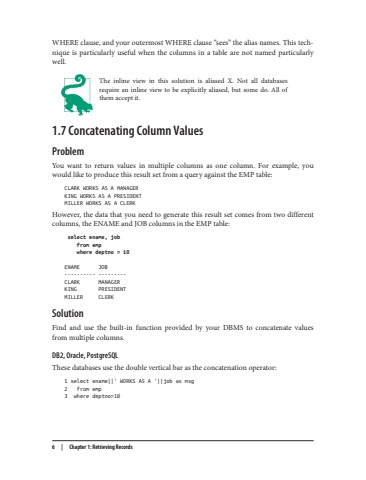 WHERE clause, and your outermost WHERE clause “sees” the alias names. This tech-
nique is particularly useful when the columns in a table are not named particularly
well.
The inline view in this solution is aliased X. Not all databases
require an inline view to be explicitly aliased, but some do. All of
them accept it.
1.7 Concatenating Column Values
Problem
You want to return values in multiple columns as one column. For example, you
would like to produce this result set from a query against the EMP table:
CLARK WORKS AS A MANAGER
KING WORKS AS A PRESIDENT
MILLER WORKS AS A CLERK
However, the data that you need to generate this result set comes from two different
columns, the ENAME and JOB columns in the EMP table:
select ename, job
from emp
where deptno = 10
ENAME JOB
---------- ---------
CLARK MANAGER
KING PRESIDENT
MILLER CLERK
Solution
Find and use the built-in function provided by your DBMS to concatenate values
from multiple columns.
DB2, Oracle, PostgreSQL
These databases use the double vertical bar as the concatenation operator:
1 select ename||' WORKS AS A '||job as msg
2 from emp
3 where deptno=10
6 | Chapter 1: Retrieving Records